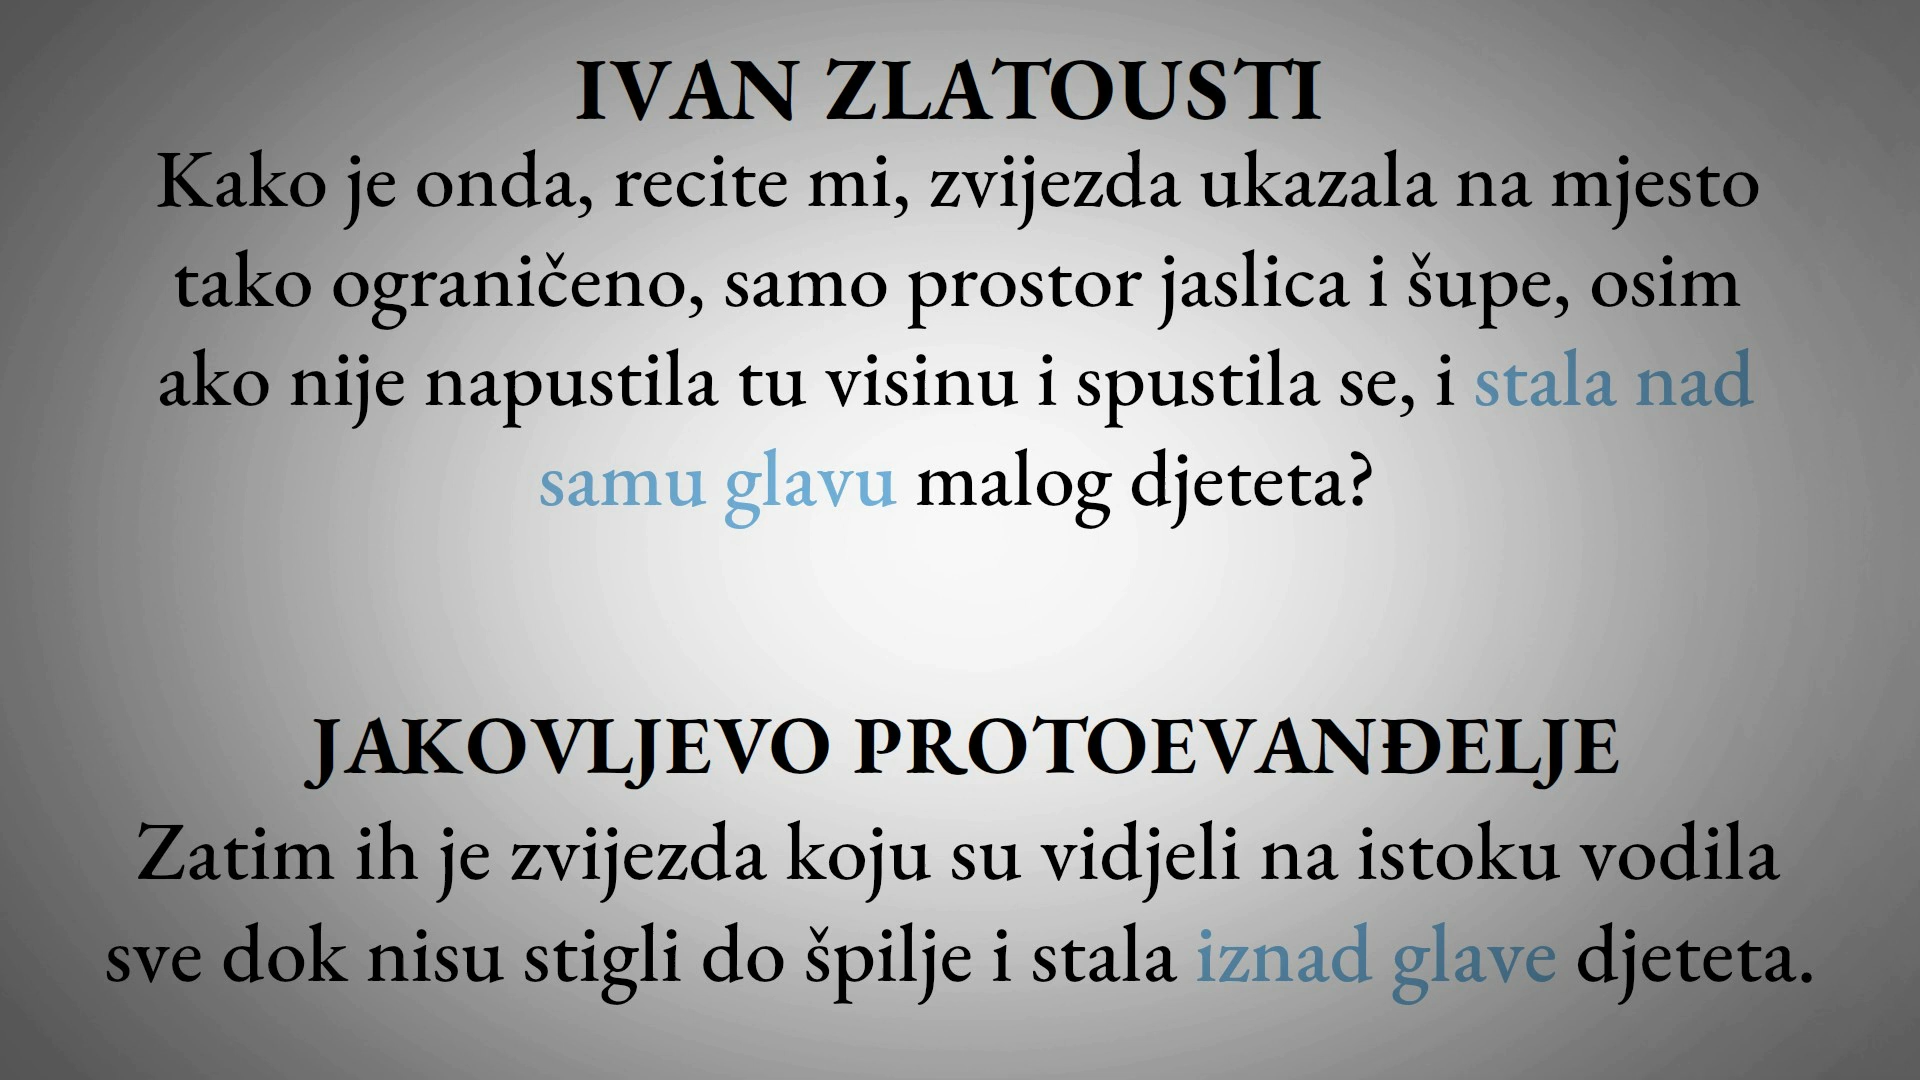 IVAN ZLATOUSTI
Kako je onda, recite mi, zvijezda ukazala na mjesto
tako ograničeno, samo prostor jaslica i šupe, osim
ako nije napustila tu visinu i spustila se, i stala nad
samu glavu malog djeteta?
JAKOVLJEVO PROTOEVANĐELJE
Zatim ih je zvijezda koju su vidjeli na istoku vodila
sve dok nisu stigli do špilje i stala iznad glave djeteta.